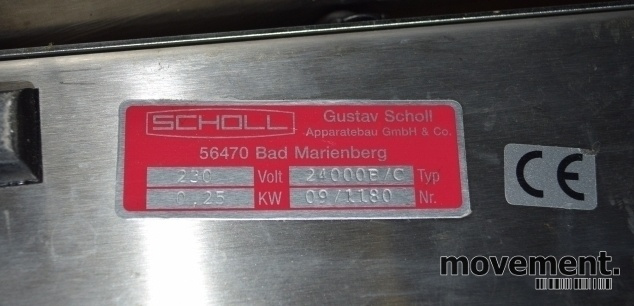 SCHOLL
Gustav Scholl
Apparatebau GmbH & Co.
56470 Bad Marienberg
230 Volt 24000E/C Typ
0.25 KW 09/1180 Nr.
CE
movement.